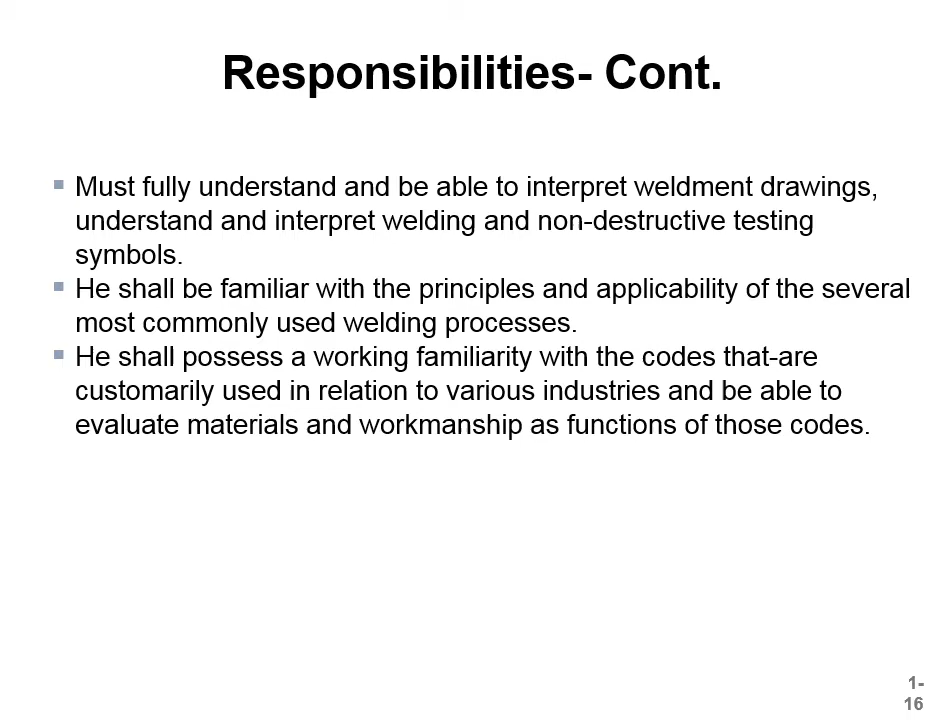 Responsibilities- Cont.
▪ Must fully understand and be able to interpret weldment drawings,
understand and interpret welding and non-destructive testing
symbols.
▪ He shall be familiar with the principles and applicability of the several
most commonly used welding processes.
▪ He shall possess a working familiarity with the codes that-are
customarily used in relation to various industries and be able to
evaluate materials and workmanship as functions of those codes.
1-
16